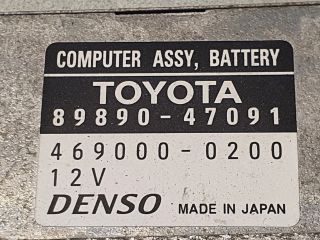 COMPUTER ASSY, BATTERY
TOYOTA
89890-47091
469000-0200
12V
DENSO MADE IN JAPAN